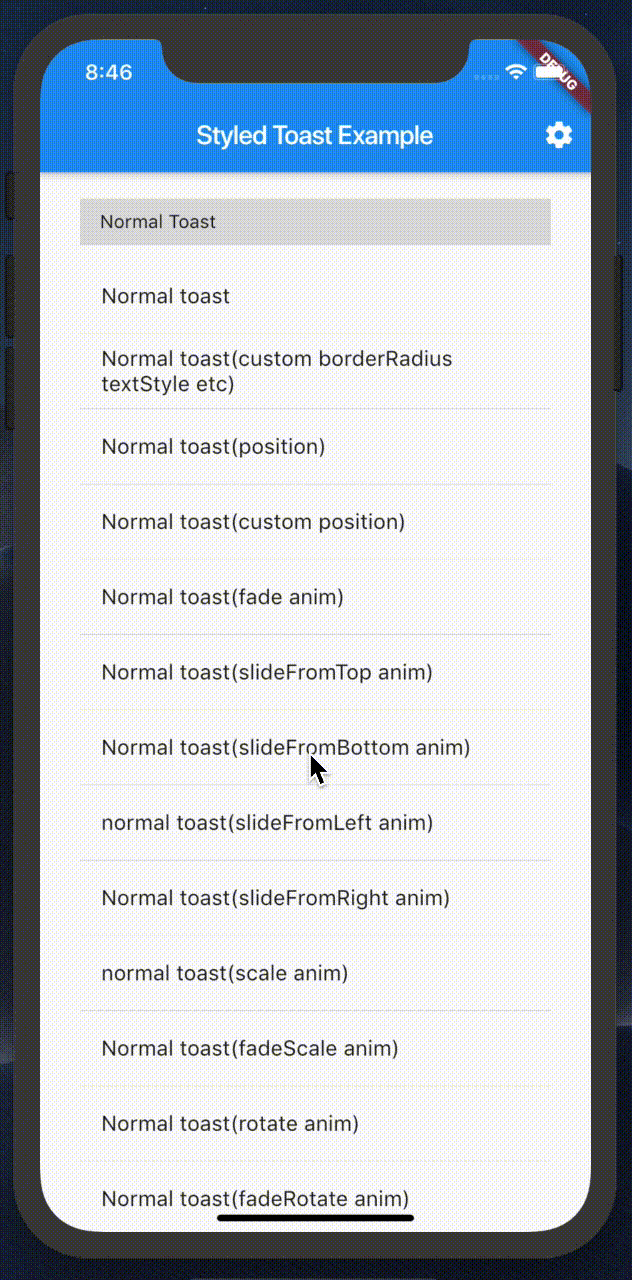 8:46
DEBUG
Styled Toast Example
Normal Toast
Normal toast
Normal toast(custom borderRadius
textStyle etc)
Normal toast(position)
Normal toast(custom position)
Normal toast(fade anim)
Normal toast(slideFromTop anim)
Normal toast(slideFromBottom anim)
normal toast(slideFromLeft anim)
Normal toast(slideFromRight anim)
normal toast(scale anim)
Normal toast(fadeScale anim)
Normal toast(rotate anim)
Normal toast(fadeRotate anim)